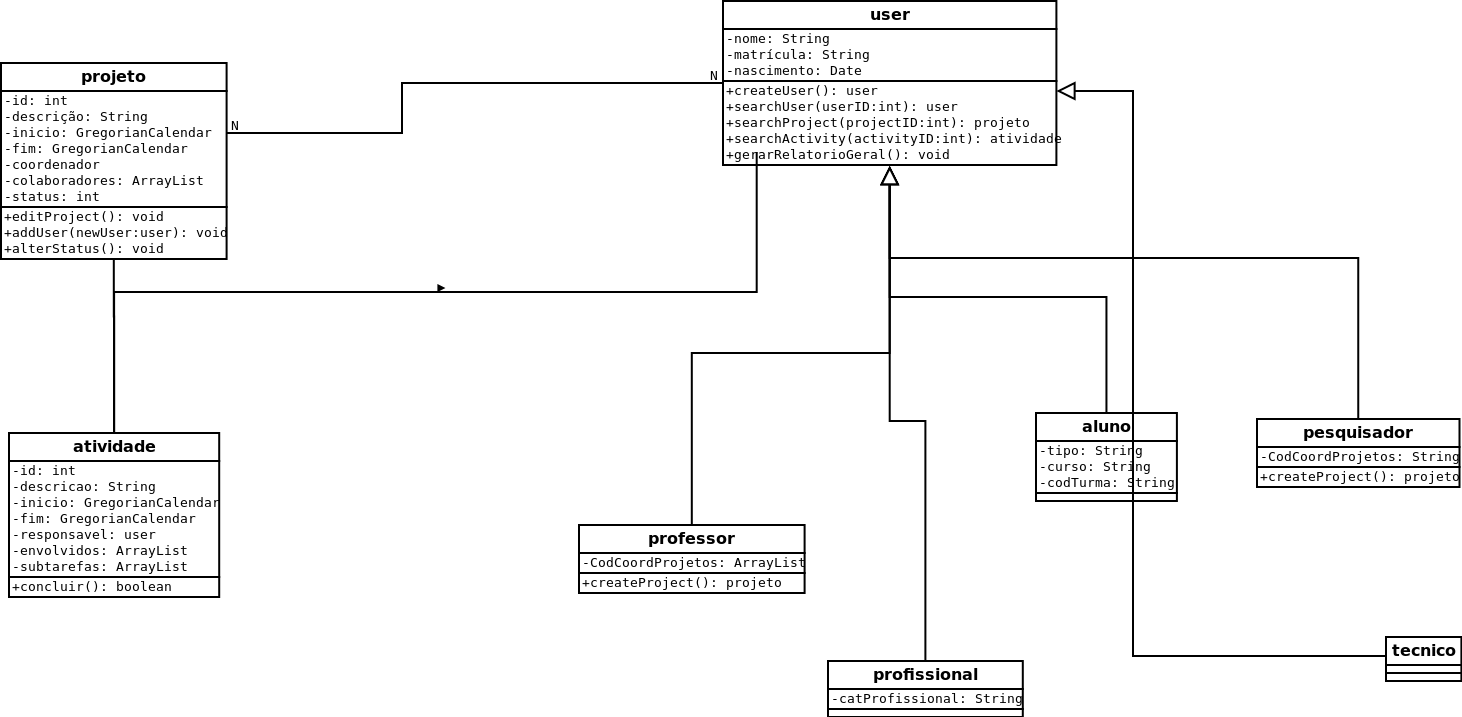 user
-nome: String
-matrícula: String
-nascimento: Date
+createUser(): user
+searchUser(userID:int): user
+searchProject(projectID:int): projeto
+searchActivity(activityID:int): atividade
+gerarRelatorioGeral(): void
N
N
projeto
-id: int
-descrição: String
-inicio: GregorianCalendar
-fim: GregorianCalendar
-coordenador
-colaboradores: ArrayList
-status: int
+editProject(): void
+addUser(newUser:user): void
+alterStatus(): void
atividade
-id: int
-descricao: String
-inicio: GregorianCalendar
-fim: GregorianCalendar
-responsavel: user
-envolvidos: ArrayList
-subtarefas: ArrayList
+concluir(): boolean
professor
-CodCoordProjetos: ArrayList
+createProject(): projeto
profissional
-catProfissional: String
aluno
-tipo: String
-curso: String
-codTurma: String
pesquisador
-CodCoordProjetos: String
+createProject(): projeto
tecnico